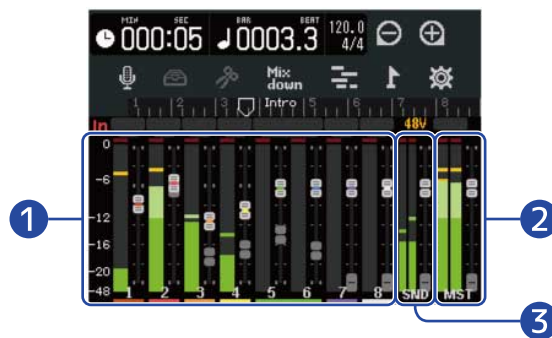 MIN SEC BAR BEAT
000:05 0003.3 120.0 4/4
Mix down
1 2 3 Intro 5 6 7 8
In 48V
0
-6
-12
-16
-20
-48 1 2 3 4 5 6 7 8 SND MST
1
2
3